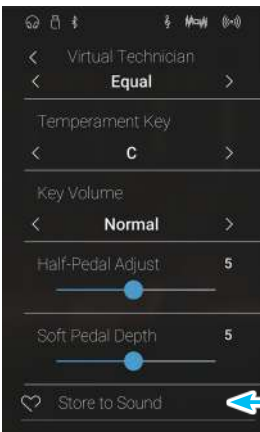 Virtual Technician
Equal
Temperament Key
C
Key Volume
Normal
Half-Pedal Adjust 5
Soft Pedal Depth 5
Store to Sound